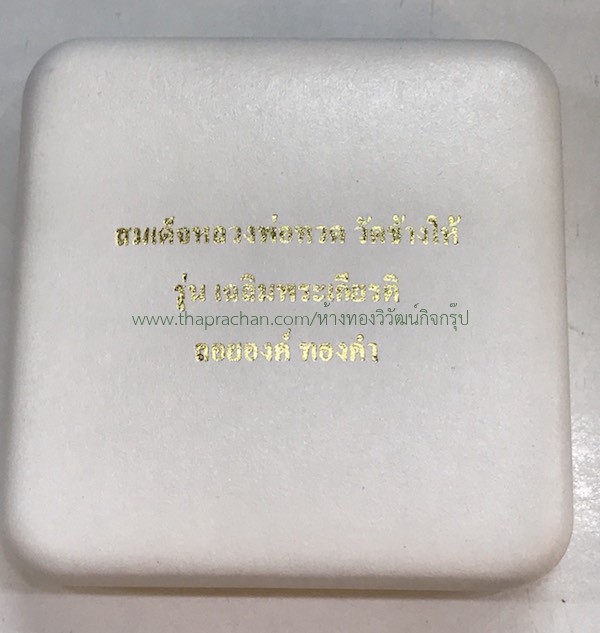 สมเด็จหลวงพ่อทวด วัดช้างให้
รุ่น เฉลิมพระเกียรติ
www.thaprachan.com/ห้างทองวิวัฒน์กิจกรุ๊ป
ลอยองค์ ทองคำ